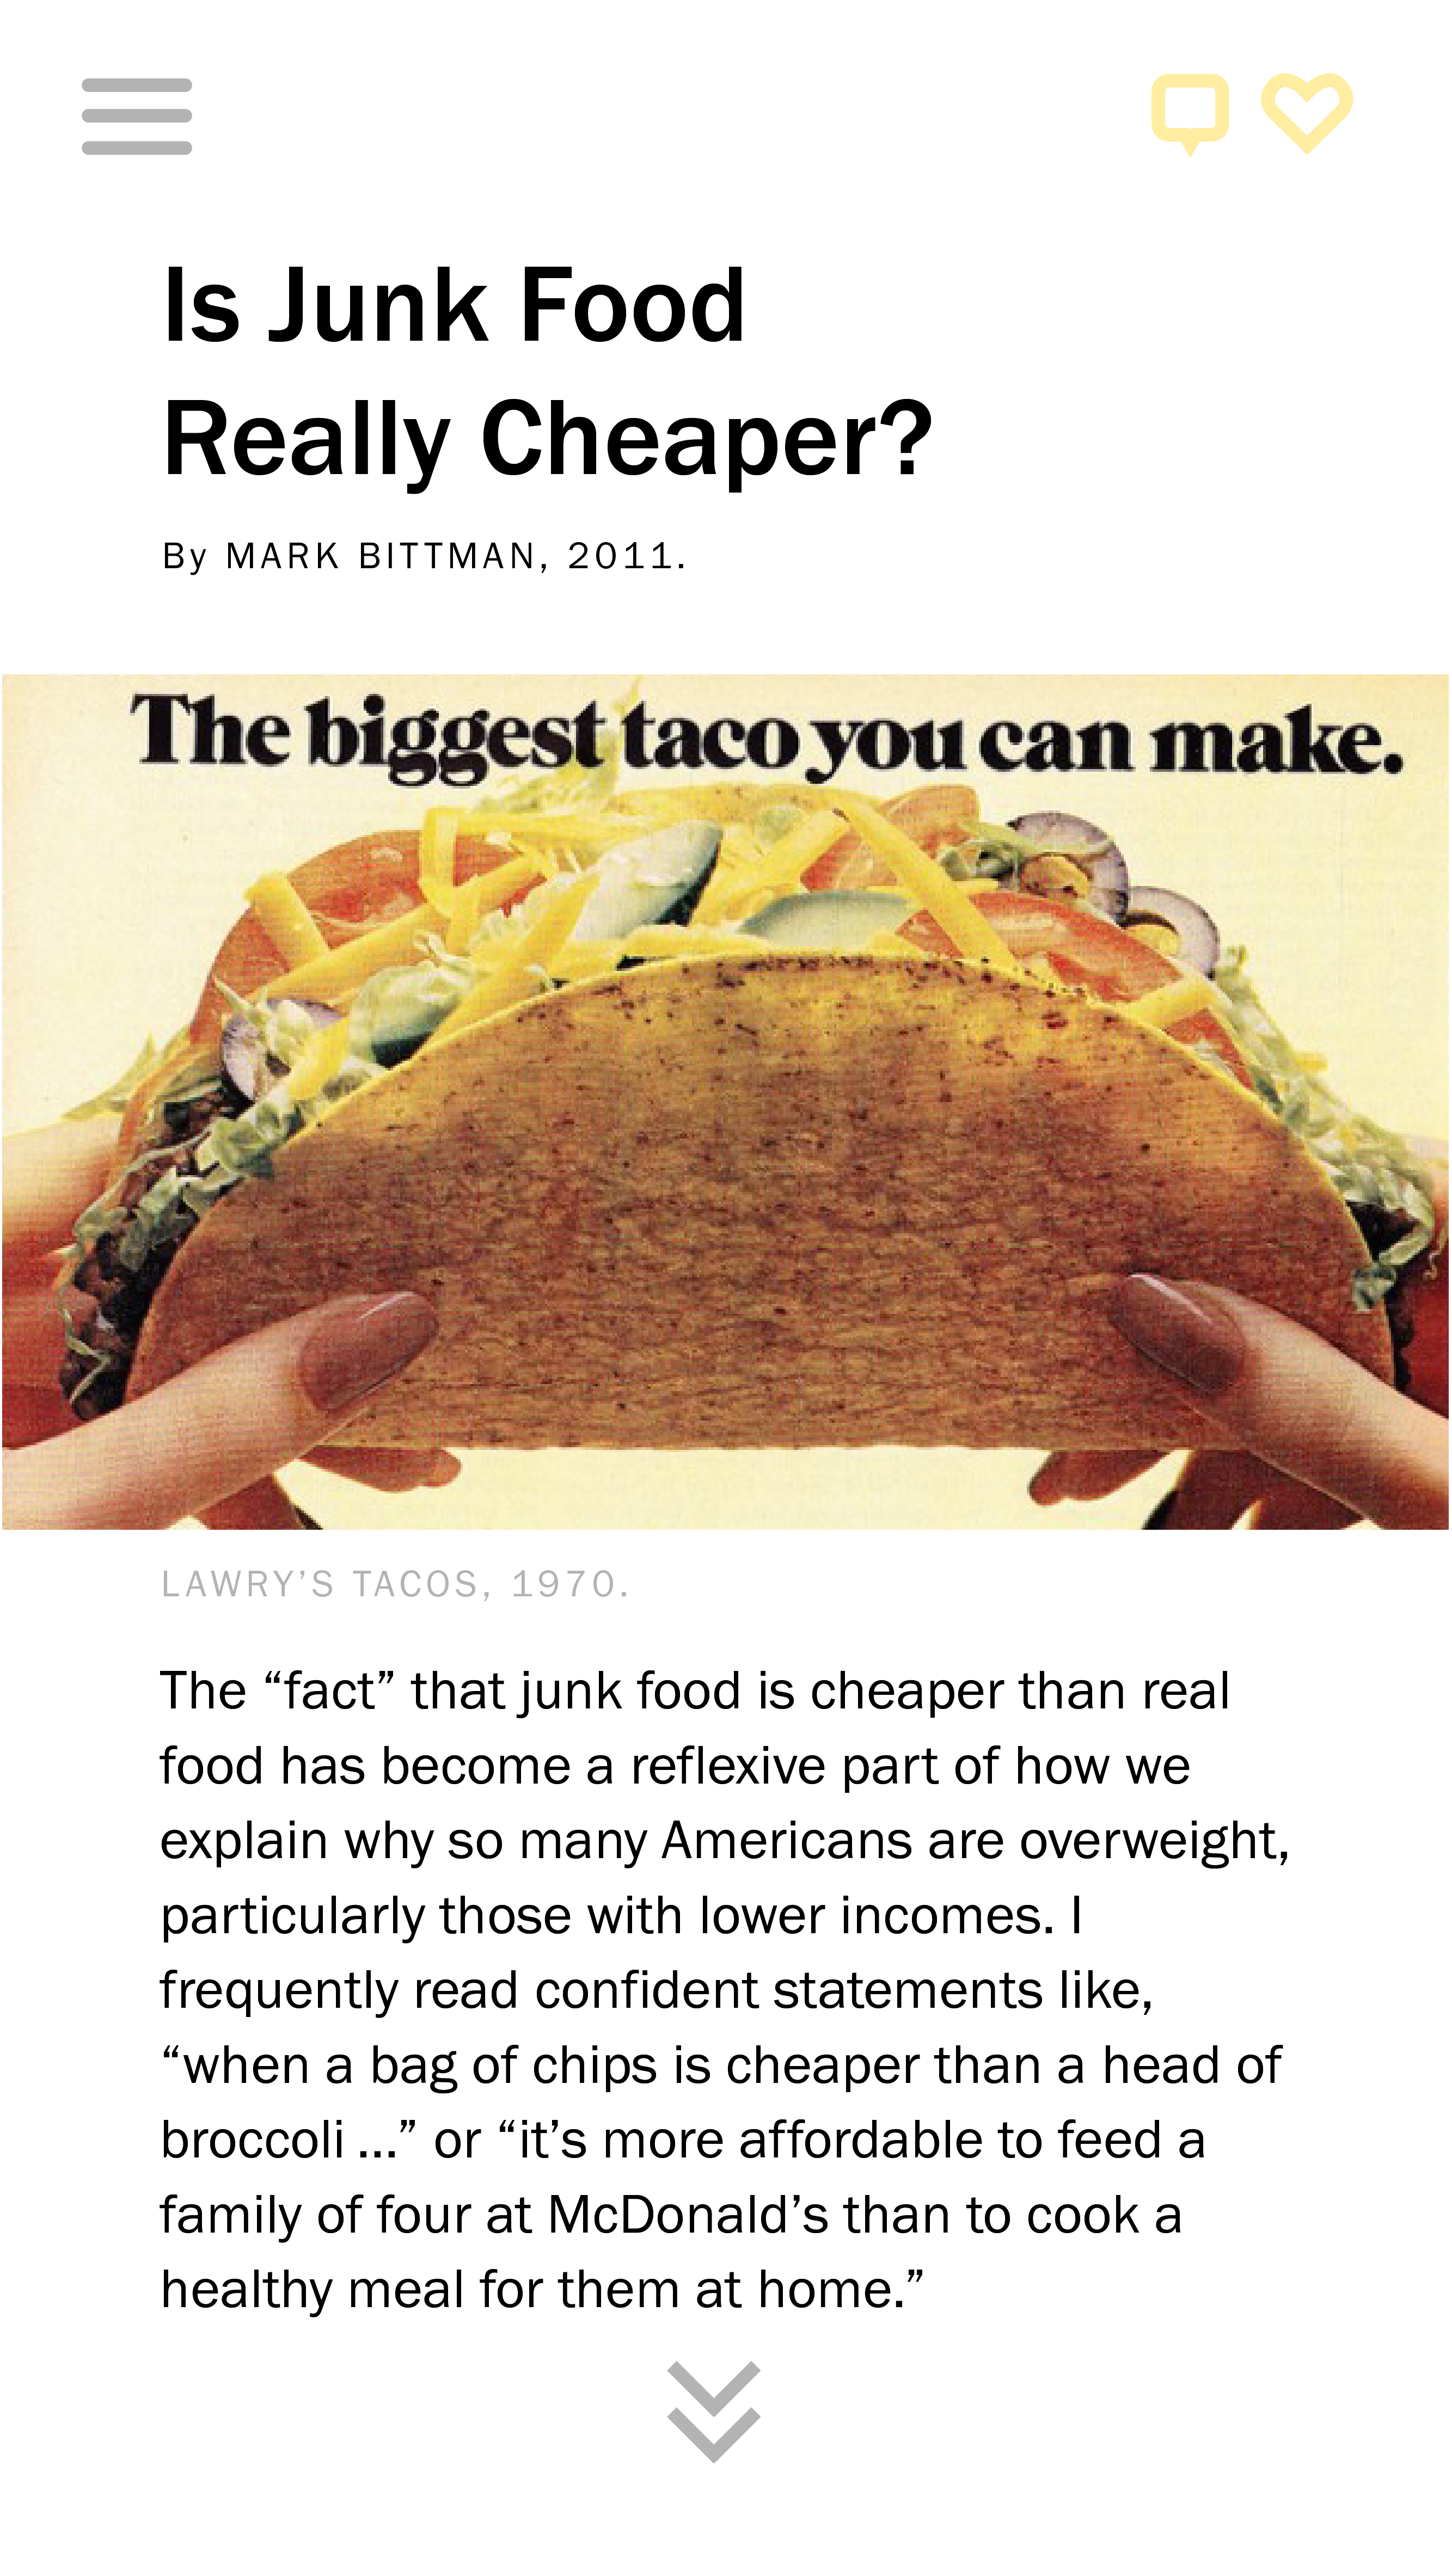 Is Junk Food
Really Cheaper?
By MARK BITTMAN, 2011.
The biggest taco you can make.
LAWRY’S TACOS, 1970.
The “fact” that junk food is cheaper than real
food has become a reflexive part of how we
explain why so many Americans are overweight,
particularly those with lower incomes. I
frequently read confident statements like,
“when a bag of chips is cheaper than a head of
broccoli ...” or “it’s more affordable to feed a
family of four at McDonald’s than to cook a
healthy meal for them at home.”